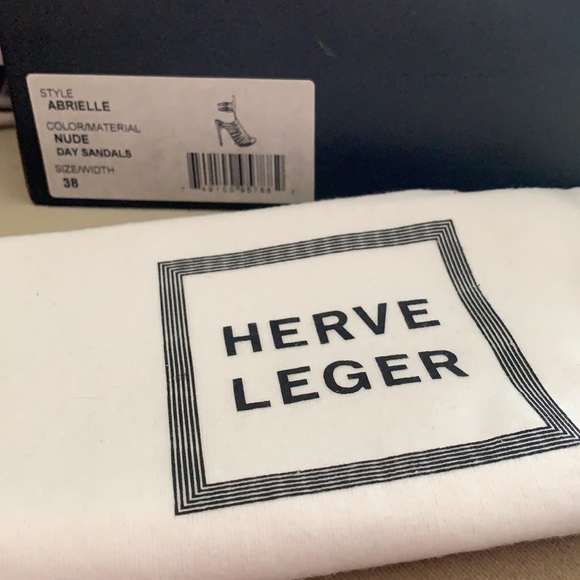 STYLE
ABRIELLE
COLOR/MATERIAL
NUDE
DAY SANDALS
SIZE/WIDTH
38
HERVE
LEGER